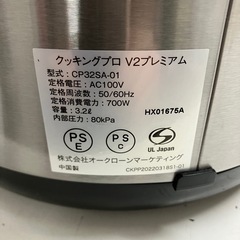 クッキングプロ V2プレミアム
型式：CP32SA-01
定格電圧：AC100V
定格周波数：50/60Hz
定格消費電力：700W
容量：3.2ℓ
内部圧力：80kPa
HX01675A
PS
E
PS
C
UL Japan
株式会社オークローンマーケティング
中国製
CKPP20220318S1-01